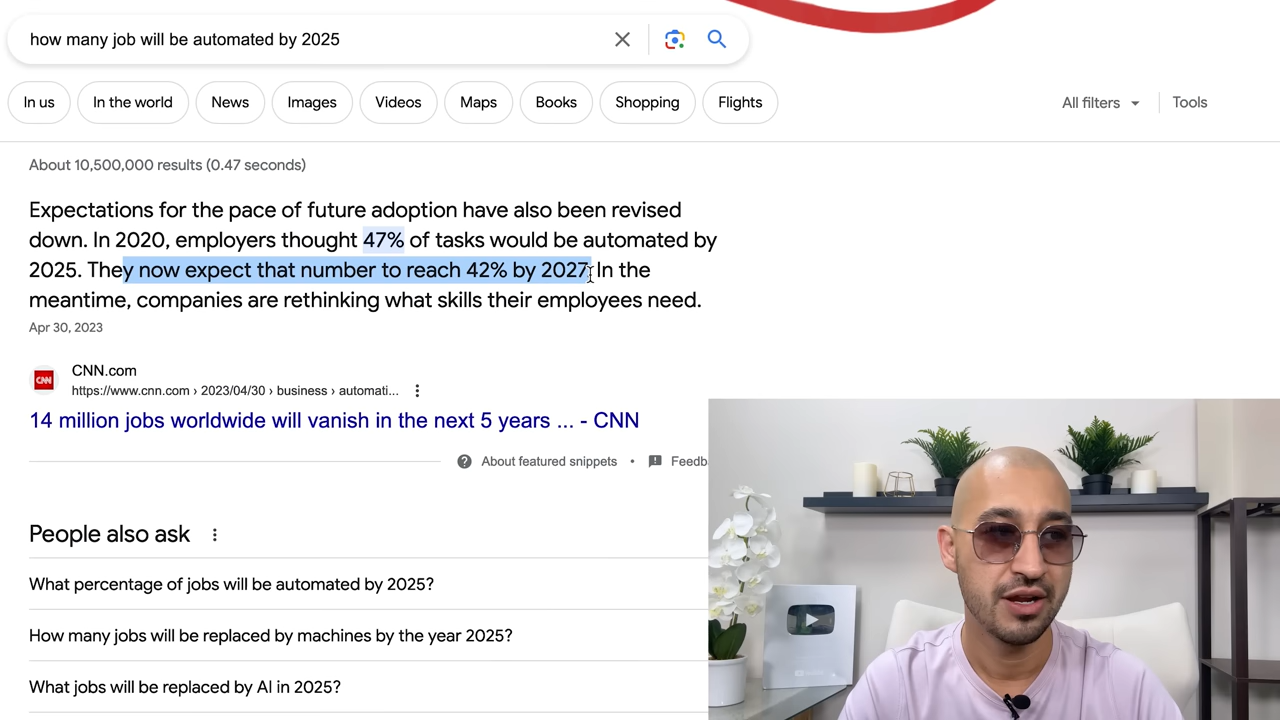 how many job will be automated by 2025
In us
In the world
News
Images
Videos
Maps
Books
Shopping
Flights
All filters
Tools
About 10,500,000 results (0.47 seconds)
Expectations for the pace of future adoption have also been revised
down. In 2020, employers thought 47% of tasks would be automated by
2025. They now expect that number to reach 42% by 2027. In the
meantime, companies are rethinking what skills their employees need.
Apr 30, 2023
CNN
CNN.com
https://www.cnn.com › 2023/04/30 › business › automati...
14 million jobs worldwide will vanish in the next 5 years ... - CNN
About featured snippets • Feedb
People also ask
What percentage of jobs will be automated by 2025?
How many jobs will be replaced by machines by the year 2025?
What jobs will be replaced by AI in 2025?